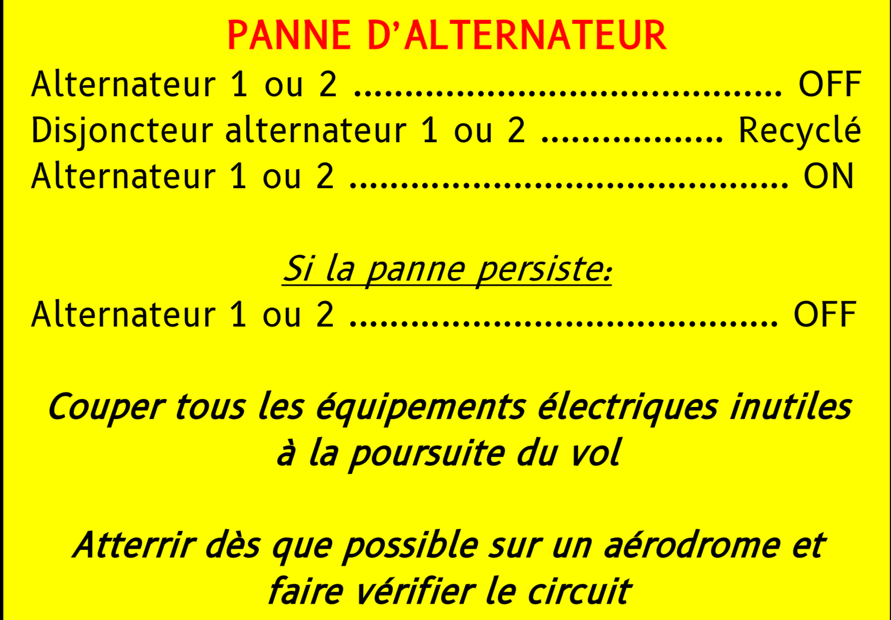 PANNE D’ALTERNATEUR
Alternateur 1 ou 2 .......................................... OFF
Disjoncteur alternateur 1 ou 2 .................. Recyclé
Alternateur 1 ou 2 ........................................... ON
Si la panne persiste:
Alternateur 1 ou 2 .......................................... OFF
Couper tous les équipements électriques inutiles
à la poursuite du vol
Atterrir dès que possible sur un aérodrome et
faire vérifier le circuit